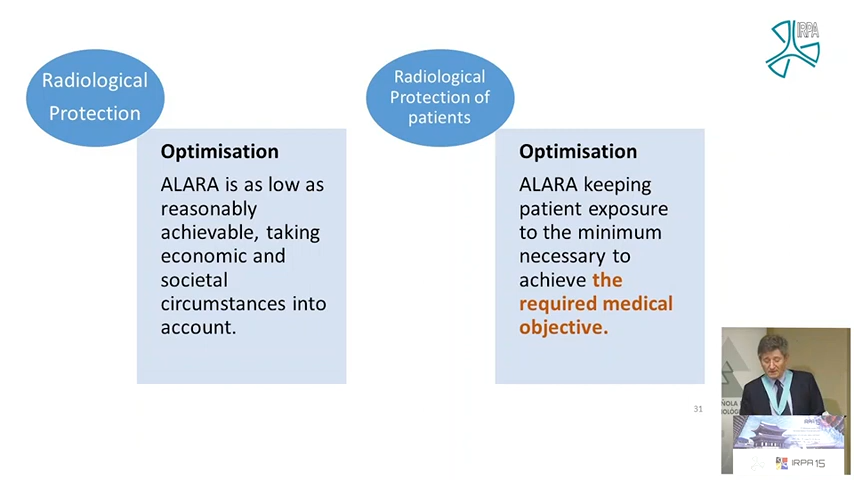 IRPA
Radiological
Protection
Radiological
Protection of
patients
Optimisation
ALARA is as low as
reasonably
achievable, taking
economic and
societal
circumstances into
account.
Optimisation
ALARA keeping
patient exposure
to the minimum
necessary to
achieve the
required medical
objective.
31
IRPA 15